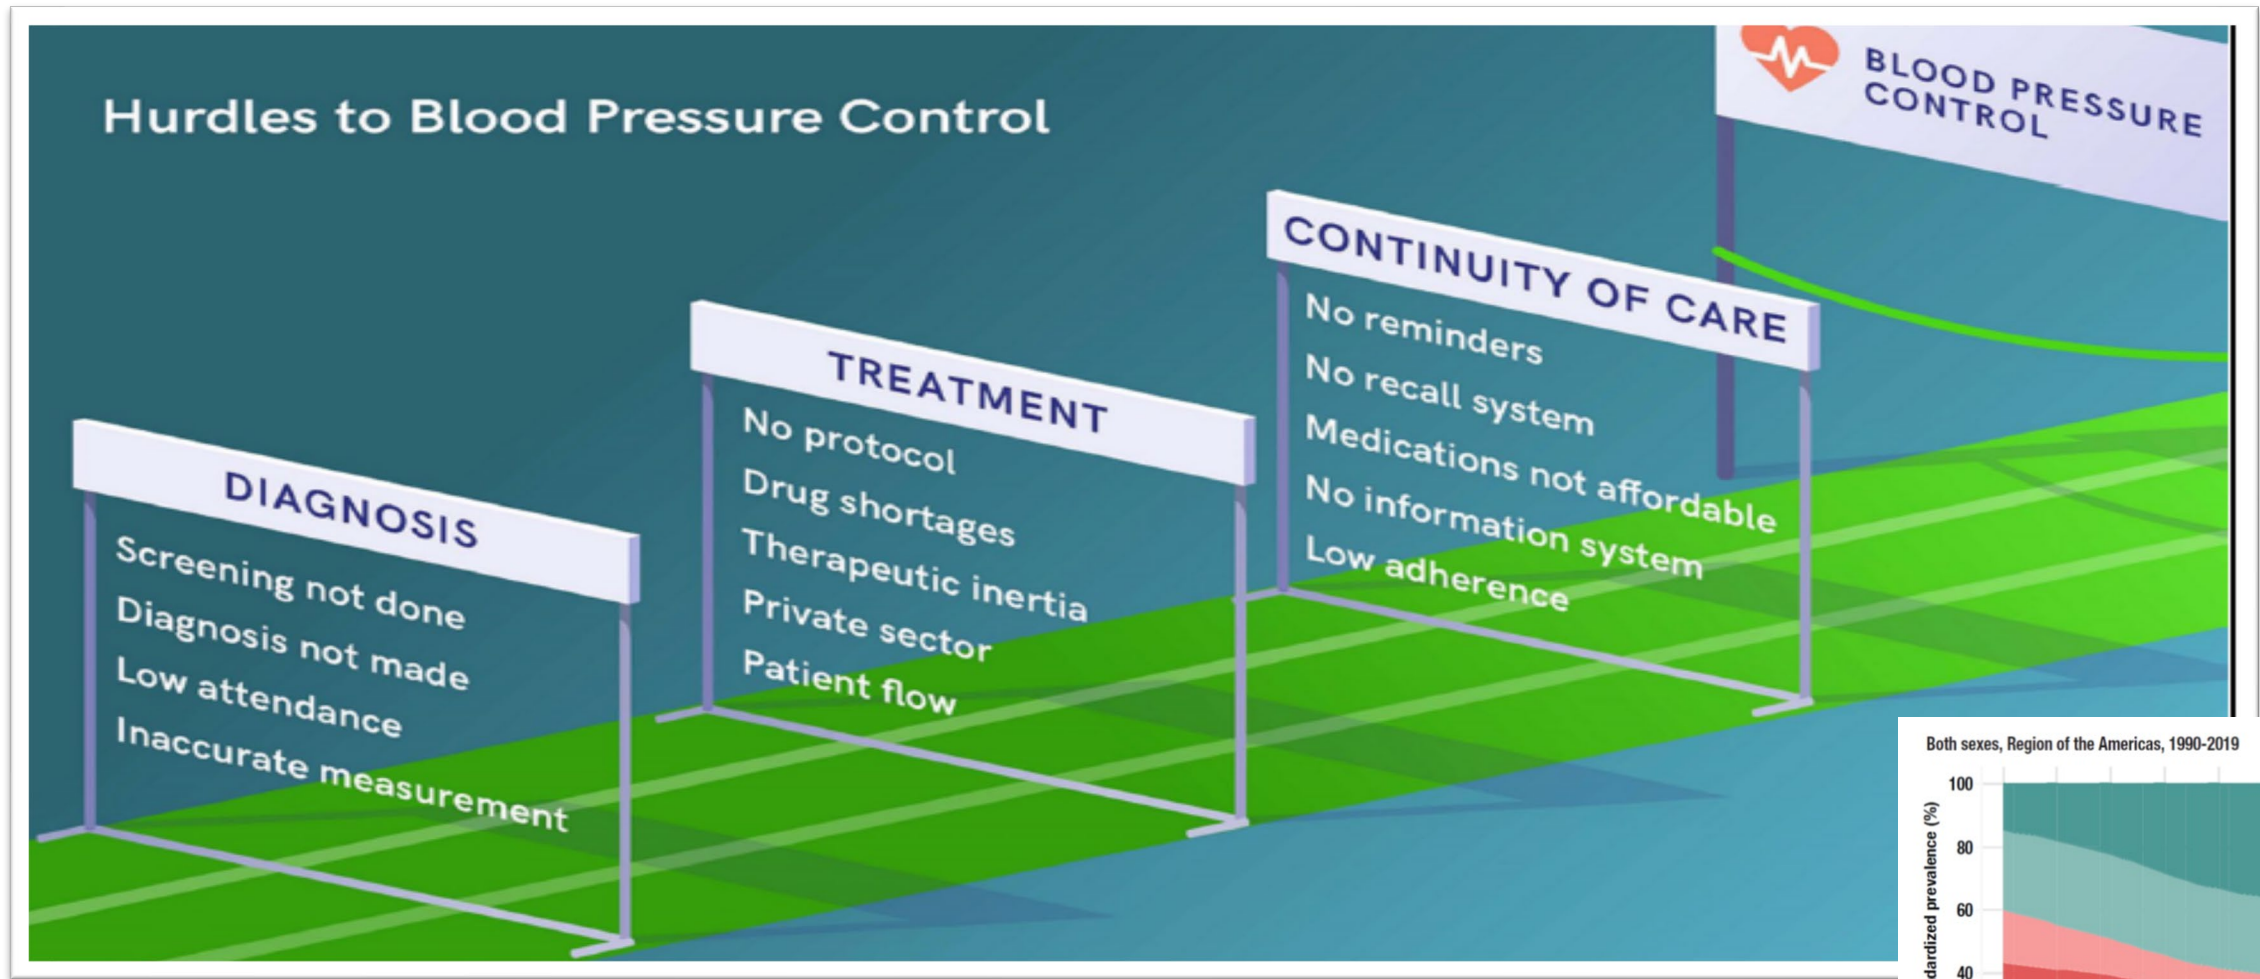 Hurdles to Blood Pressure Control
BLOOD PRESSURE
CONTROL
DIAGNOSIS
Screening not done
Diagnosis not made
Low attendance
Inaccurate measurement
TREATMENT
No protocol
Drug shortages
Therapeutic inertia
Private sector
Patient flow
CONTINUITY OF CARE
No reminders
No recall system
Medications not affordable
No information system
Low adherence
Both sexes, Region of the Americas, 1990-2019
100
80
60
40
dardized prevalence (%)